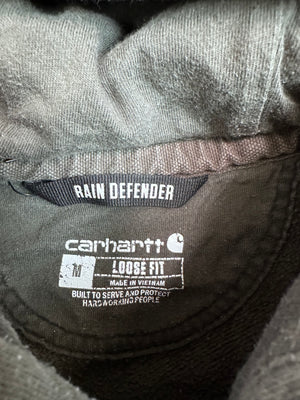 RAIN DEFENDER
carhartt
M LOOSE FIT
MADE IN VIETNAM
BUILT TO SERVE AND PROTECT
HARDWORKING PEOPLE